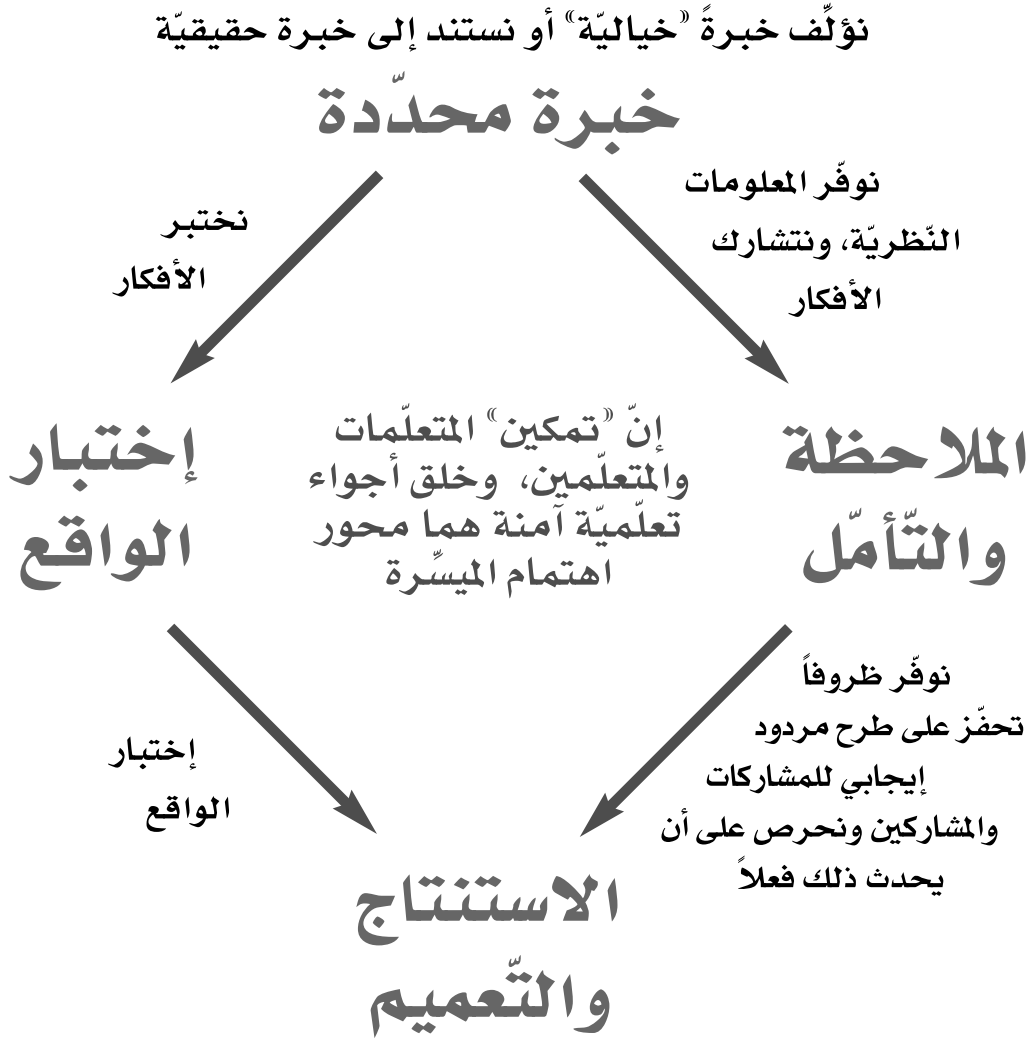 نؤلِّف خبرةً «خياليّة» أو نستند إلى خبرة حقيقيّة
خبرة محدّدة
نوفّر المعلومات
النّظريّة، ونتشارك
الأفكار
نختبر
الأفكار
الملاحظة
والتّأمّل
إنّ «تمكين» المتعلّمات
والمتعلّمين، وخلق أجواء
تعلّميّة آمنة هما محور
اهتمام الميسِّرة
إختبار
الواقع
نوفّر ظروفاً
تحفّز على طرح مردود
إيجابي للمشاركات
والمشاركين ونحرص على أن
يحدث ذلك فعلاً
إختبار
الواقع
الاستنتاج
والتّعميم